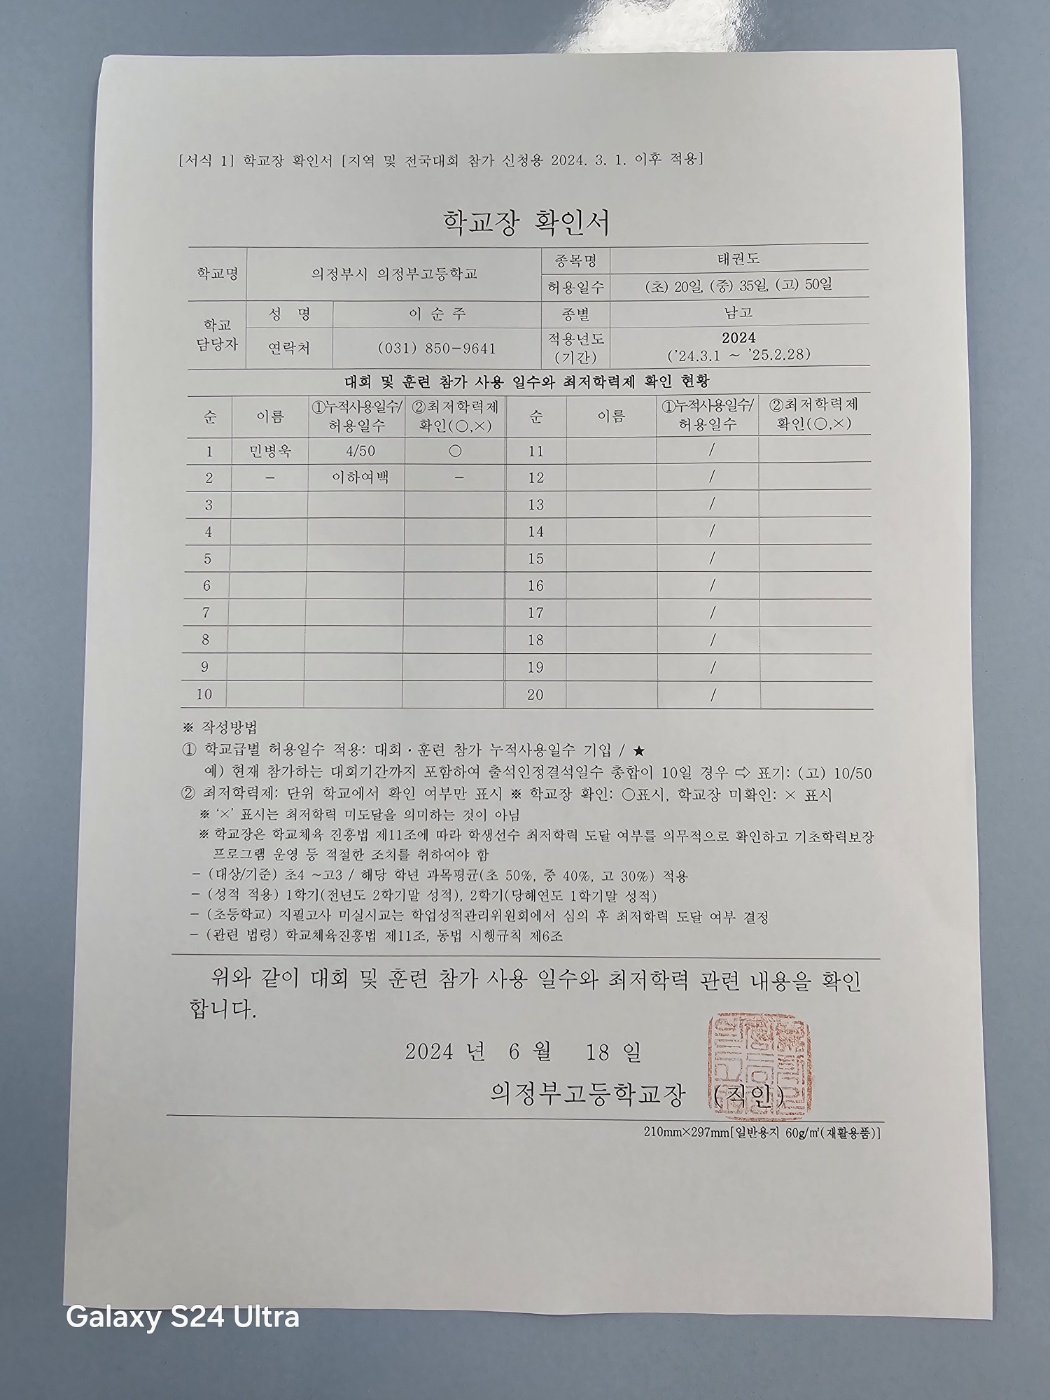 [서식 1] 학교장 확인서 [지역 및 전국대회 참가 신청용 2024. 3. 1. 이후 적용]
학교장 확인서
학교명 의정부시 의정부고등학교 종목명 태권도
허용일수 (초) 20일, (중) 35일, (고) 50일
학교 담당자 성 명 이 순 주 종별 남고
연락처 (031) 850-9641 적용년도 (기간) 2024 ('24.3.1 ~ '25.2.28)
대회 및 훈련 참가 사용 일수와 최저학력제 확인 현황
순 이름 ①누적사용일수/허용일수 ②최저학력제 확인(○,×) 순 이름 ①누적사용일수/허용일수 ②최저학력제 확인(○,×)
1 민병욱 4/50 ○ 11 /
2 - 이하여백 - 12 /
3 13 /
4 14 /
5 15 /
6 16 /
7 17 /
8 18 /
9 19 /
10 20 /
※ 작성방법
① 학교급별 허용일수 적용: 대회·훈련 참가 누적사용일수 기입 / ★
예) 현재 참가하는 대회기간까지 포함하여 출석인정결석일수 총합이 10일 경우 ⇨ 표기: (고) 10/50
② 최저학력제: 단위 학교에서 확인 여부만 표시 ※ 학교장 확인: ○표시, 학교장 미확인: × 표시
※ '×' 표시는 최저학력 미도달을 의미하는 것이 아님
※ 학교장은 학교체육 진흥법 제11조에 따라 학생선수 최저학력 도달 여부를 의무적으로 확인하고 기초학력보장
프로그램 운영 등 적절한 조치를 취하여야 함
- (대상/기준) 초4 ~고3 / 해당 학년 과목평균(초 50%, 중 40%, 고 30%) 적용
- (성적 적용) 1학기(전년도 2학기말 성적), 2학기(당해연도 1학기말 성적)
- (초등학교) 지필고사 미실시교는 학업성적관리위원회에서 심의 후 최저학력 도달 여부 결정
- (관련 법령) 학교체육진흥법 제11조, 동법 시행규칙 제6조
위와 같이 대회 및 훈련 참가 사용 일수와 최저학력 관련 내용을 확인
합니다.
2024 년 6 월 18 일
의정부고등학교장 (직인)
210mm×297mm[일반용지 60g/㎡(재활용품)]
Galaxy S24 Ultra